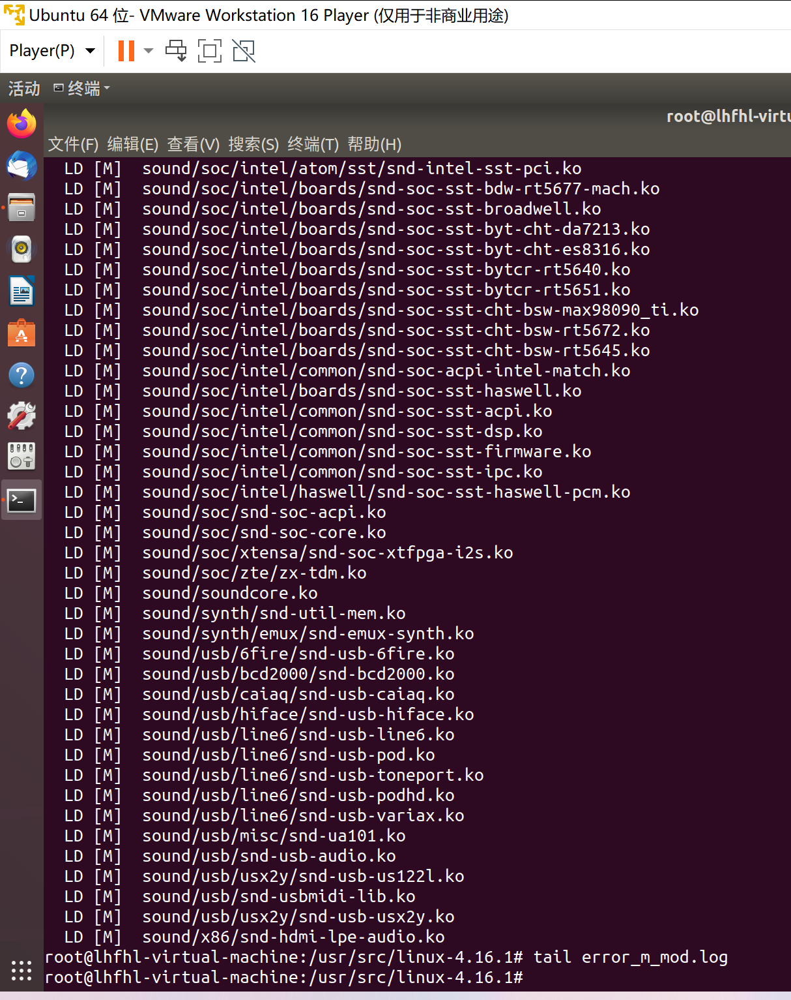 Ubuntu 64 位- VMware Workstation 16 Player (仅用于非商业用途)
Player(P)
活动 终端
root@lhfhl-virtu
文件(F) 编辑(E) 查看(V) 搜索(S) 终端(T) 帮助(H)
LD [M] sound/soc/intel/atom/sst/snd-intel-sst-pci.ko
LD [M] sound/soc/intel/boards/snd-soc-sst-bdw-rt5677-mach.ko
LD [M] sound/soc/intel/boards/snd-soc-sst-broadwell.ko
LD [M] sound/soc/intel/boards/snd-soc-sst-byt-cht-da7213.ko
LD [M] sound/soc/intel/boards/snd-soc-sst-byt-cht-es8316.ko
LD [M] sound/soc/intel/boards/snd-soc-sst-bytcr-rt5640.ko
LD [M] sound/soc/intel/boards/snd-soc-sst-bytcr-rt5651.ko
LD [M] sound/soc/intel/boards/snd-soc-sst-cht-bsw-max98090_ti.ko
LD [M] sound/soc/intel/boards/snd-soc-sst-cht-bsw-rt5672.ko
LD [M] sound/soc/intel/boards/snd-soc-sst-cht-bsw-rt5645.ko
LD [M] sound/soc/intel/common/snd-soc-acpi-intel-match.ko
LD [M] sound/soc/intel/boards/snd-soc-sst-haswell.ko
LD [M] sound/soc/intel/common/snd-soc-sst-acpi.ko
LD [M] sound/soc/intel/common/snd-soc-sst-dsp.ko
LD [M] sound/soc/intel/common/snd-soc-sst-firmware.ko
LD [M] sound/soc/intel/common/snd-soc-sst-ipc.ko
LD [M] sound/soc/intel/haswell/snd-soc-sst-haswell-pcm.ko
LD [M] sound/soc/snd-soc-acpi.ko
LD [M] sound/soc/snd-soc-core.ko
LD [M] sound/soc/xtensa/snd-soc-xtfpga-i2s.ko
LD [M] sound/soc/zte/zx-tdm.ko
LD [M] sound/soundcore.ko
LD [M] sound/synth/snd-util-mem.ko
LD [M] sound/synth/emux/snd-emux-synth.ko
LD [M] sound/usb/6fire/snd-usb-6fire.ko
LD [M] sound/usb/bcd2000/snd-bcd2000.ko
LD [M] sound/usb/caiaq/snd-usb-caiaq.ko
LD [M] sound/usb/hiface/snd-usb-hiface.ko
LD [M] sound/usb/line6/snd-usb-line6.ko
LD [M] sound/usb/line6/snd-usb-pod.ko
LD [M] sound/usb/line6/snd-usb-toneport.ko
LD [M] sound/usb/line6/snd-usb-podhd.ko
LD [M] sound/usb/line6/snd-usb-variax.ko
LD [M] sound/usb/misc/snd-ua101.ko
LD [M] sound/usb/snd-usb-audio.ko
LD [M] sound/usb/usx2y/snd-usb-us122l.ko
LD [M] sound/usb/snd-usbmidi-lib.ko
LD [M] sound/usb/usx2y/snd-usb-usx2y.ko
LD [M] sound/x86/snd-hdmi-lpe-audio.ko
root@lhfhl-virtual-machine:/usr/src/linux-4.16.1# tail error_m_mod.log
root@lhfhl-virtual-machine:/usr/src/linux-4.16.1#